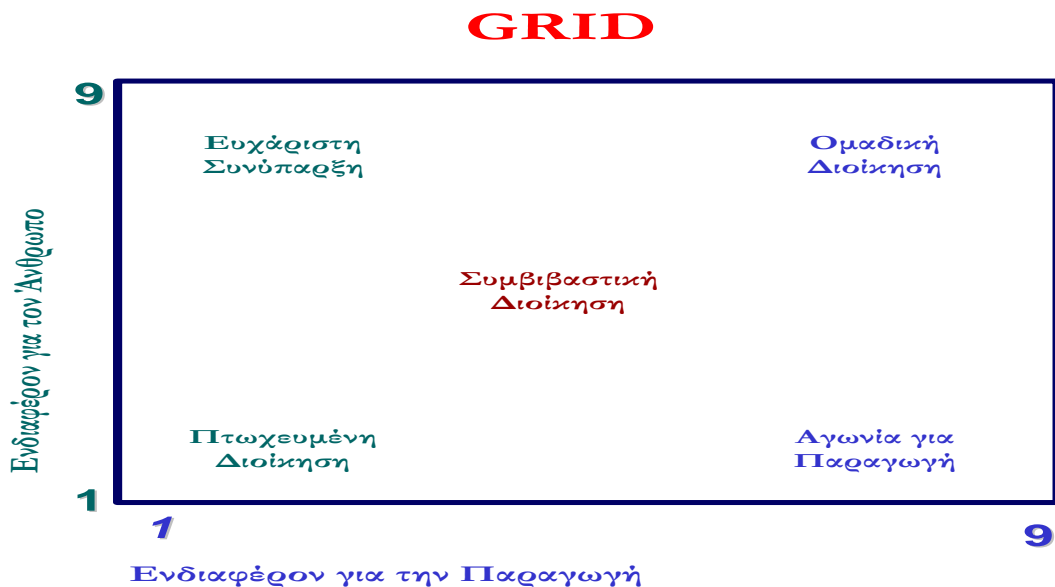 GRID
9
Ευχάριστη
Συνύπαρξη
Ομαδική
Διοίκηση
Ενδιαφέρον για τον Άνθρωπο
Συμβιβαστική
Διοίκηση
Πτωχευμένη
Διοίκηση
Αγωνία για
Παραγωγή
1
1
9
Ενδιαφέρον για την Παραγωγή